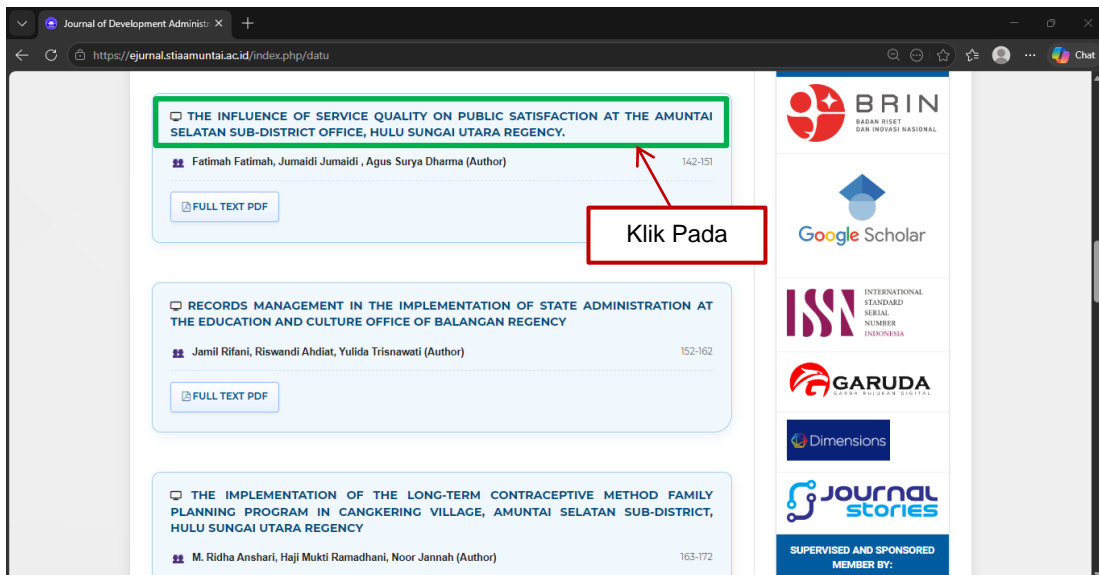 Journal of Development Administr
https://ejurnal.stiaamuntai.ac.id/index.php/datu
Chat
THE INFLUENCE OF SERVICE QUALITY ON PUBLIC SATISFACTION AT THE AMUNTAI
SELATAN SUB-DISTRICT OFFICE, HULU SUNGAI UTARA REGENCY.
Fatimah Fatimah, Jumaidi Jumaidi , Agus Surya Dharma (Author)
142-151
FULL TEXT PDF
Klik Pada
RECORDS MANAGEMENT IN THE IMPLEMENTATION OF STATE ADMINISTRATION AT
THE EDUCATION AND CULTURE OFFICE OF BALANGAN REGENCY
Jamil Rifani, Riswandi Ahdiat, Yulida Trisnawati (Author)
152-162
FULL TEXT PDF
THE IMPLEMENTATION OF THE LONG-TERM CONTRACEPTIVE METHOD FAMILY
PLANNING PROGRAM IN CANGKERING VILLAGE, AMUNTAI SELATAN SUB-DISTRICT,
HULU SUNGAI UTARA REGENCY
M. Ridha Anshari, Haji Mukti Ramadhani, Noor Jannah (Author)
163-172
BRIN
BADAN RISET
DAN INOVASI NASIONAL
Google Scholar
ISSN
INTERNATIONAL
STANDARD
SERIAL
NUMBER
INDONESIA
GARUDA
GARBA RUJUKAN DIGITAL
Dimensions
JOURNAL
STORIES
SUPERVISED AND SPONSORED
MEMBER BY: